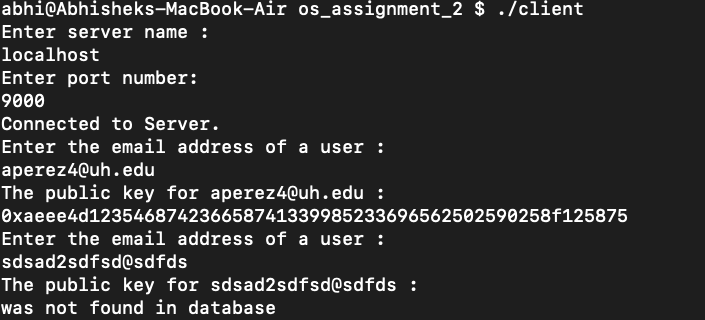 abhi@Abhisheks-MacBook-Air os_assignment_2 $ ./client
Enter server name :
localhost
Enter port number:
9000
Connected to Server.
Enter the email address of a user :
aperez4@uh.edu
The public key for aperez4@uh.edu :
0xaeee4d12354687423665874133998523369656250259025​8f125875
Enter the email address of a user :
sdsad2sdfsd@sdfds
The public key for sdsad2sdfsd@sdfds :
was not found in database